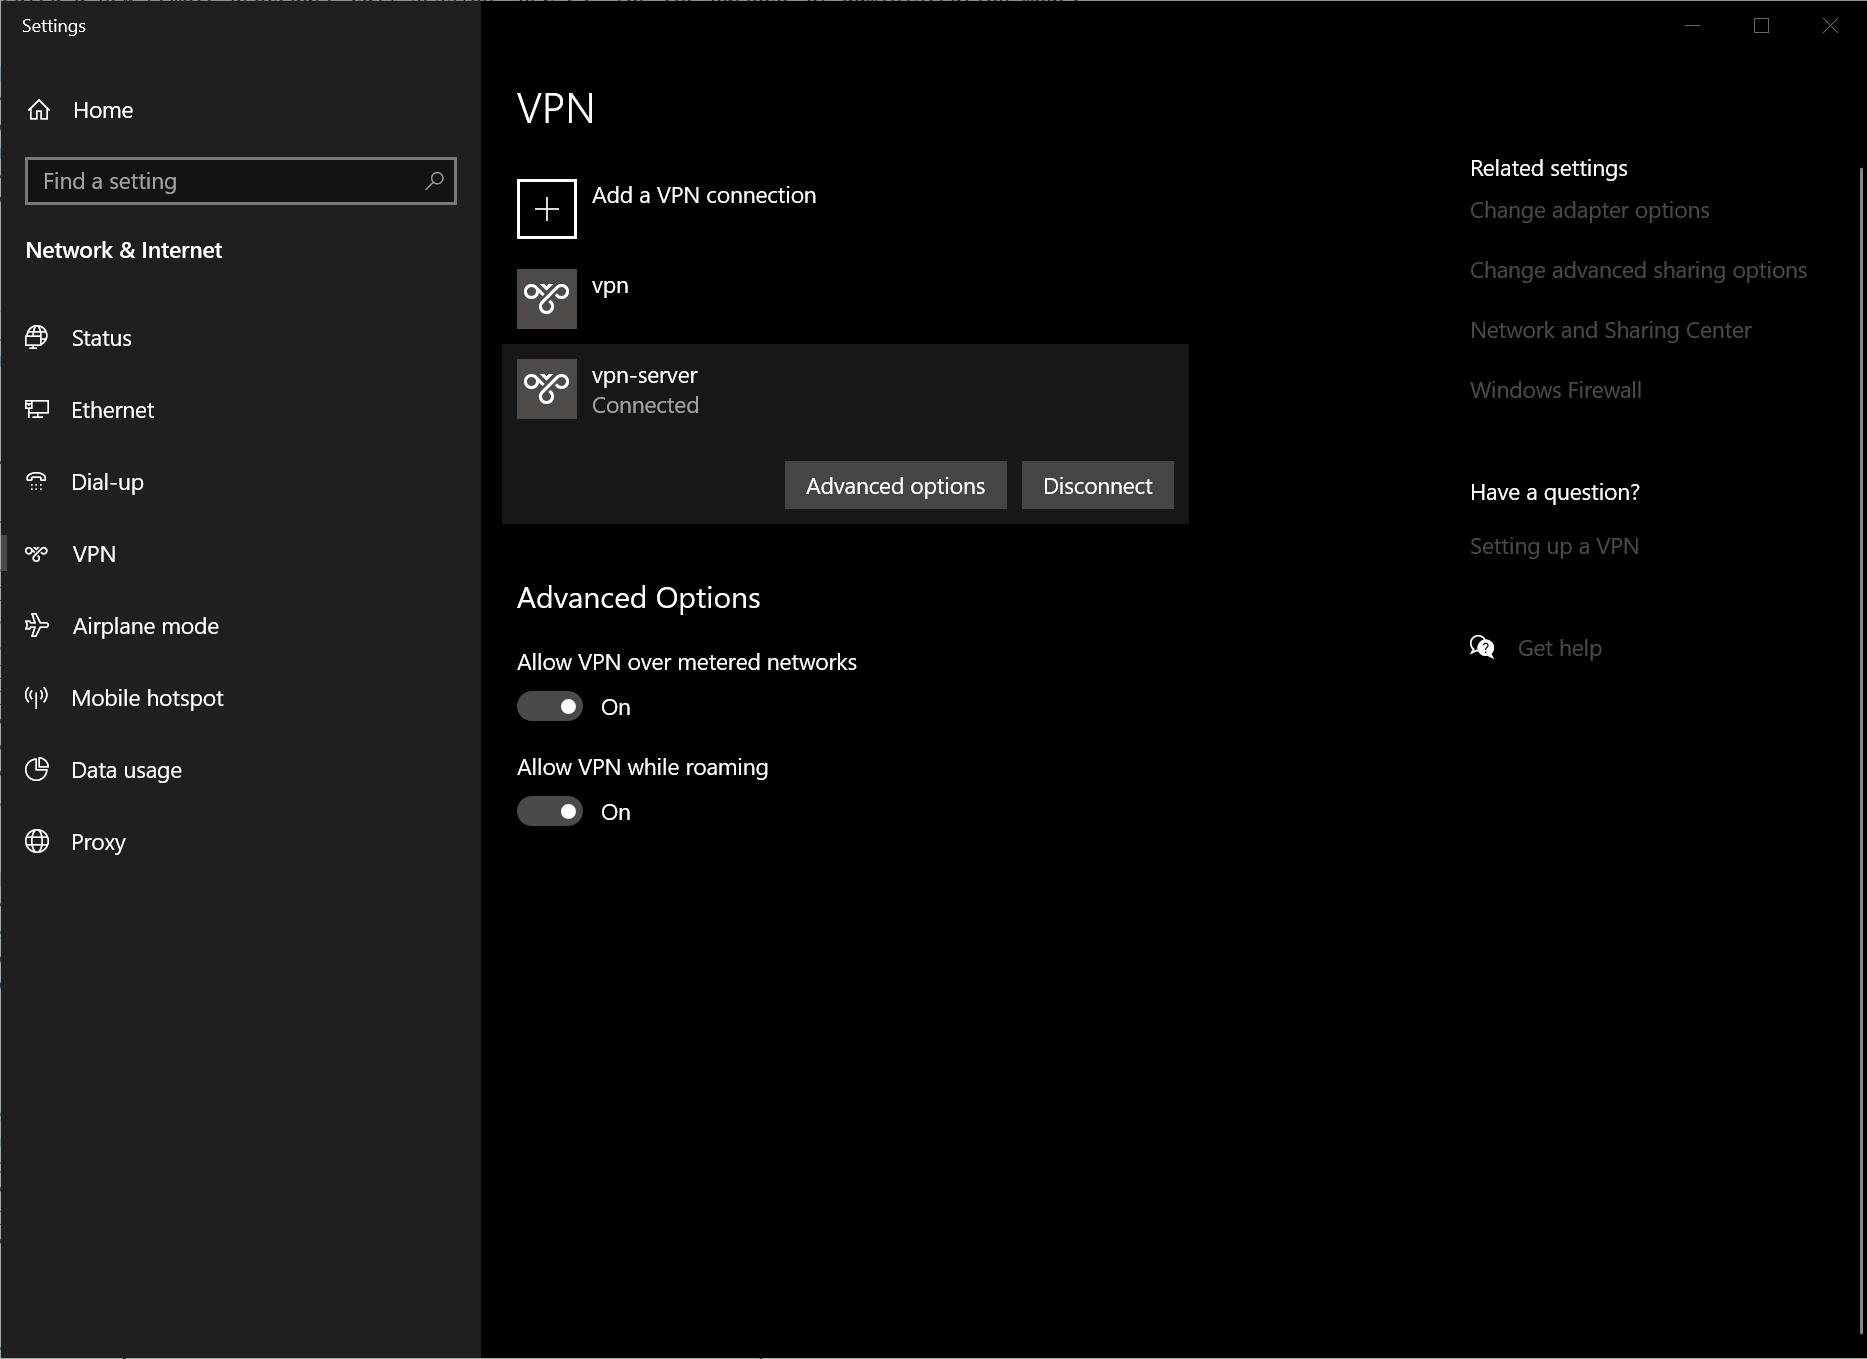 Settings
Home
Find a setting
Network & Internet
Status
Ethernet
Dial-up
VPN
Airplane mode
Mobile hotspot
Data usage
Proxy
VPN
Add a VPN connection
vpn
vpn-server
Connected
Advanced options
Disconnect
Advanced Options
Allow VPN over metered networks
On
Allow VPN while roaming
On
Related settings
Change adapter options
Change advanced sharing options
Network and Sharing Center
Windows Firewall
Have a question?
Setting up a VPN
Get help